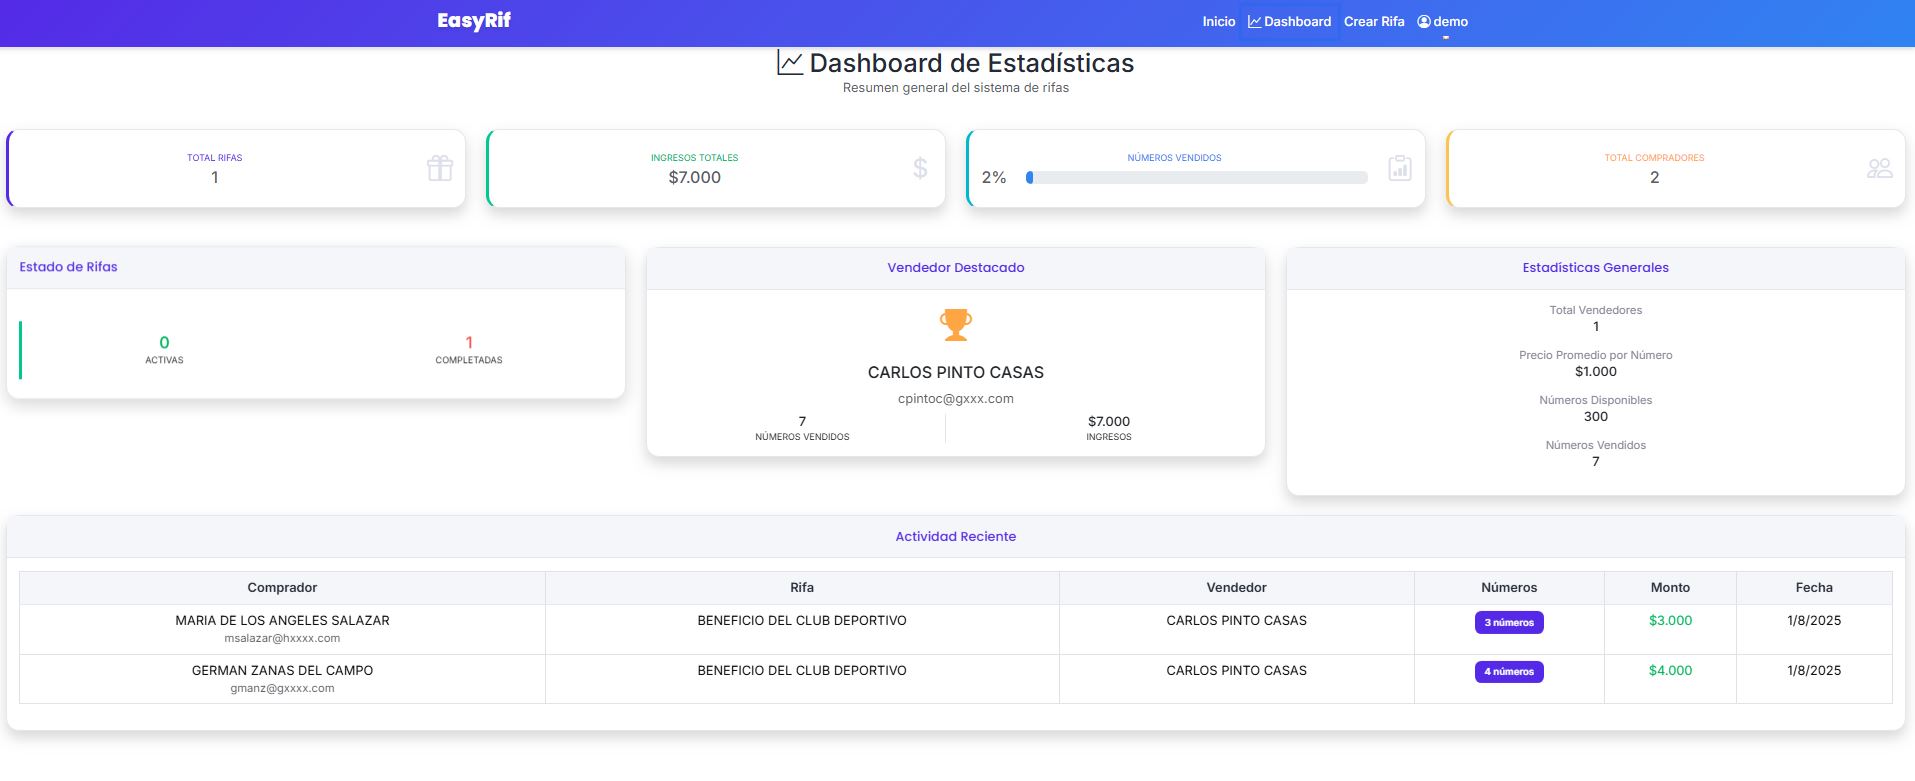 EasyRif
Inicio Dashboard Crear Rifa demo
Dashboard de Estadísticas
Resumen general del sistema de rifas
TOTAL RIFAS
1
INGRESOS TOTALES
$7.000
$
NÚMEROS VENDIDOS
2%
TOTAL COMPRADORES
2
Estado de Rifas
0
ACTIVAS
1
COMPLETADAS
Vendedor Destacado
CARLOS PINTO CASAS
cpintoc@gxxx.com
7
NÚMEROS VENDIDOS
$7.000
INGRESOS
Estadísticas Generales
Total Vendedores
1
Precio Promedio por Número
$1.000
Números Disponibles
300
Números Vendidos
7
Actividad Reciente
Comprador Rifa Vendedor Números Monto Fecha
MARIA DE LOS ANGELES SALAZAR BENEFICIO DEL CLUB DEPORTIVO CARLOS PINTO CASAS 3 números $3.000 1/8/2025
msalazar@hxxxx.com
GERMAN ZANAS DEL CAMPO BENEFICIO DEL CLUB DEPORTIVO CARLOS PINTO CASAS 4 números $4.000 1/8/2025
gmanz@gxxxx.com